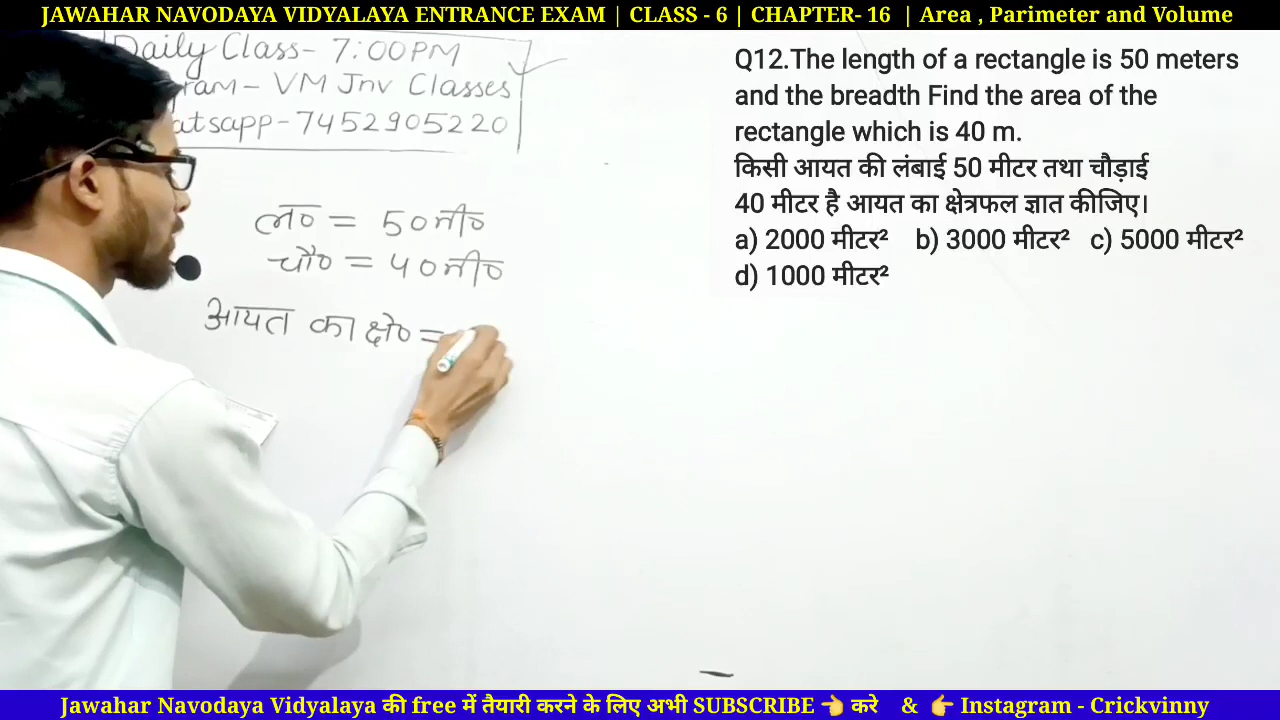 JAWAHAR NAVODAYA VIDYALAYA ENTRANCE EXAM | CLASS - 6 | CHAPTER- 16 | Area , Parimeter and Volume
Daily Class- 7:00PM
ram- VM Jnv Classes
atsapp-7452905220
ल० = 50मी०
चौ० = 40मी०
आयत का क्षे० =
Q12.The length of a rectangle is 50 meters
and the breadth Find the area of the
rectangle which is 40 m.
किसी आयत की लंबाई 50 मीटर तथा चौड़ाई
40 मीटर है आयत का क्षेत्रफल ज्ञात कीजिए।
a) 2000 मीटर² b) 3000 मीटर² c) 5000 मीटर²
d) 1000 मीटर²
Jawahar Navodaya Vidyalaya की free में तैयारी करने के लिए अभी SUBSCRIBE 👈 करे & 👉 Instagram - Crickvinny